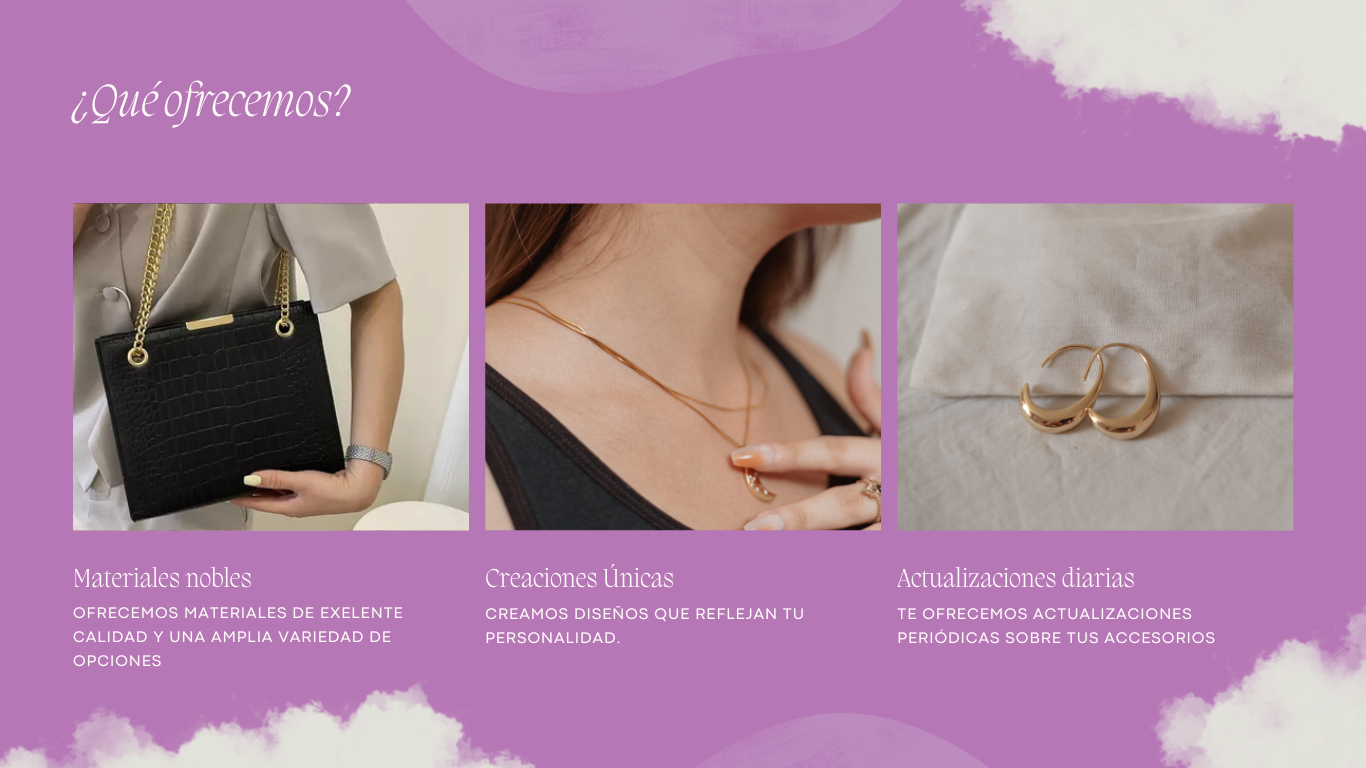 ¿Qué ofrecemos?
Materiales nobles
OFRECEMOS MATERIALES DE EXELENTE
CALIDAD Y UNA AMPLIA VARIEDAD DE
OPCIONES
Creaciones Únicas
CREAMOS DISEÑOS QUE REFLEJAN TU
PERSONALIDAD.
Actualizaciones diarias
TE OFRECEMOS ACTUALIZACIONES
PERIÓDICAS SOBRE TUS ACCESORIOS